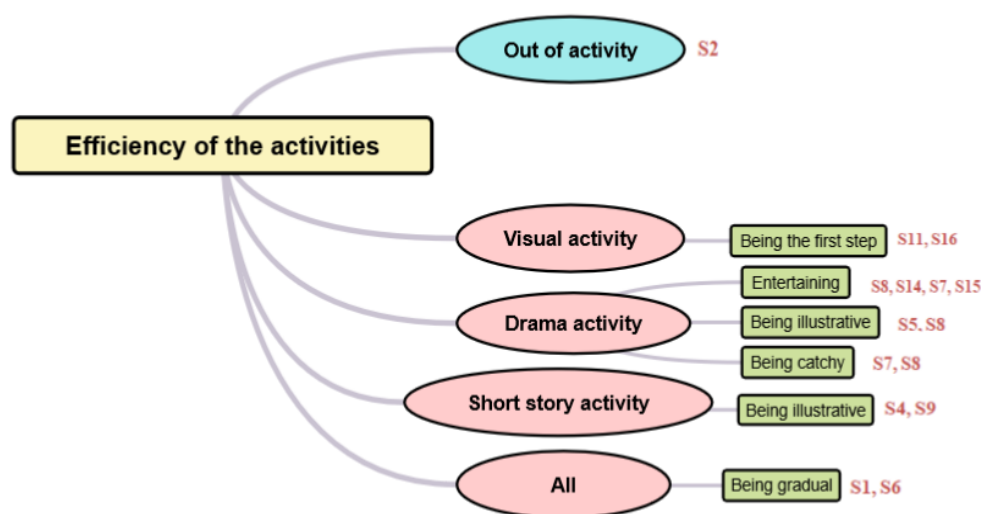 Out of activity S2
Efficiency of the activities
Visual activity Being the first step S11, S16
Entertaining S8, S14, S7, S15
Drama activity Being illustrative S5, S8
Being catchy S7, S8
Short story activity Being illustrative S4, S9
All Being gradual S1, S6